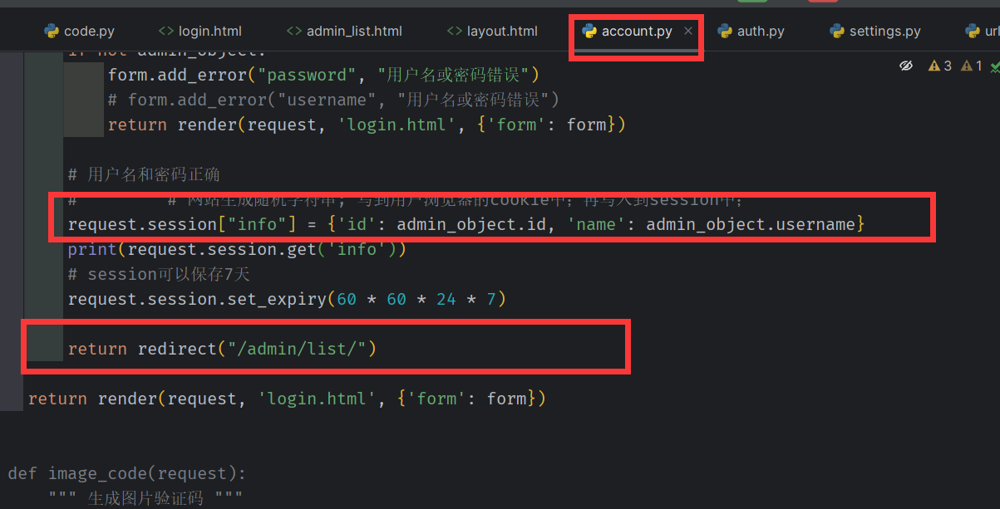 code.py <> login.html <> admin_list.html <> layout.html account.py × auth.py settings.py url
if not admin_object:
3 1
form.add_error("password", "用户名或密码错误")
# form.add_error("username", "用户名或密码错误")
return render(request, 'login.html', {'form': form})
# 用户名和密码正确
# # 网站生成随机字符串; 写到用户浏览器的cookie中; 再写入到session中;
request.session["info"] = {'id': admin_object.id, 'name': admin_object.username}
print(request.session.get('info'))
# session可以保存7天
request.session.set_expiry(60 * 60 * 24 * 7)
return redirect("/admin/list/")
return render(request, 'login.html', {'form': form})
def image_code(request):
""" 生成图片验证码 """